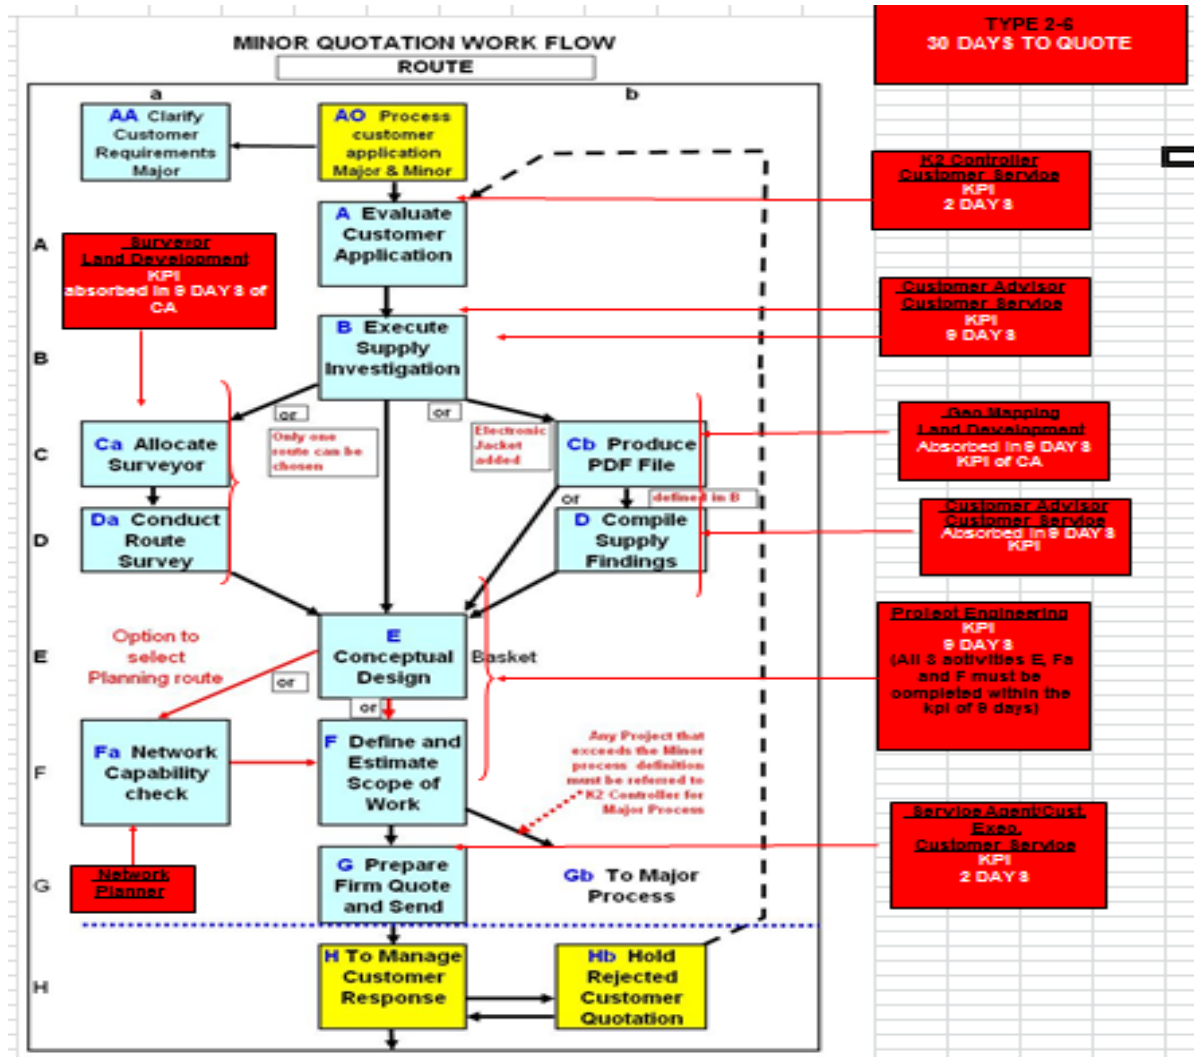 TYPE 2-6
30 DAYS TO QUOTE
MINOR QUOTATION WORK FLOW
ROUTE
a
b
AA Clarify
Customer
Requirements
Major
AO Process
customer
application
Major & Minor
K2 Controller
Customer Service
KPI
2 DAYS
A
A Evaluate
Customer
Application
Surveyor
Land Development
KPI
absorbed in 9 DAYS of
CA
Customer Advisor
Customer Service
KPI
9 DAYS
B
B Execute
Supply
Investigation
or
or
Only one
route can be
chosen
Electronic
Jacket
added
Geo Mapping
Land Development
Absorbed in 9 DAYS
KPI of CA
C
Ca Allocate
Surveyor
Cb Produce
PDF File
or
defined in B
D
Da Conduct
Route
Survey
D Compile
Supply
Findings
Customer Advisor
Customer Service
Absorbed in 9 DAYS
KPI
Project Engineering
KPI
9 DAYS
(All 3 activities E, Fa
and F must be
completed within the
kpi of 9 days)
E
Option to
select
Planning route
E
Conceptual
Design
Basket
or
or
F
Fa Network
Capability
check
F Define and
Estimate
Scope of
Work
Any Project that
exceeds the Minor
process definition
must be referred to
K2 Controller for
Major Process
Service Agent/Cust.
Exec.
Customer Service
KPI
2 DAYS
G
Network
Planner
G Prepare
Firm Quote
and Send
Gb To Major
Process
H
H To Manage
Customer
Response
Hb Hold
Rejected
Customer
Quotation